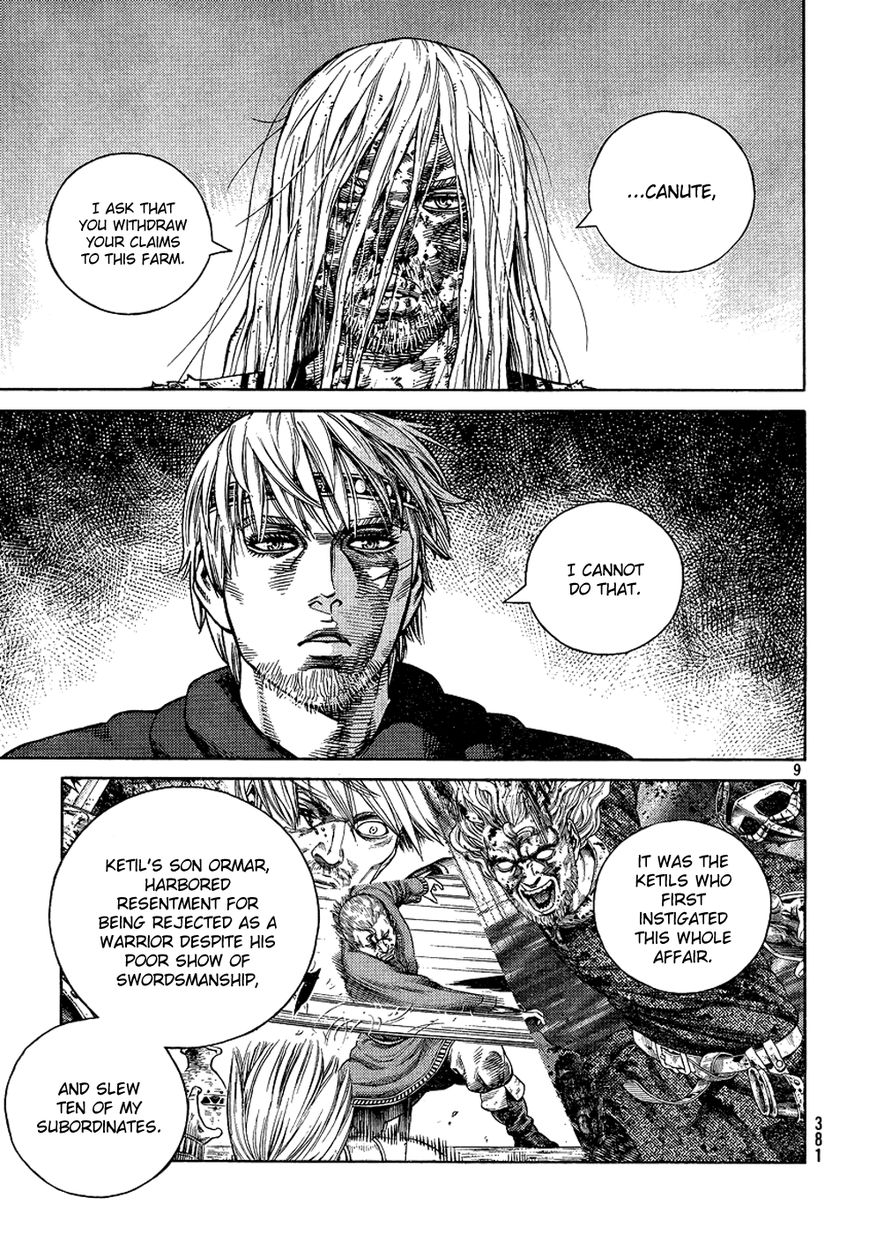 ...CANUTE,
I ASK THAT
YOU WITHDRAW
YOUR CLAIMS
TO THIS FARM.
I CANNOT
DO THAT.
9
IT WAS THE
KETILS WHO
FIRST
INSTIGATED
THIS WHOLE
AFFAIR.
KETIL'S SON ORMAR,
HARBORED
RESENTMENT FOR
BEING REJECTED AS A
WARRIOR DESPITE HIS
POOR SHOW OF
SWORDSMANSHIP,
AND SLEW
TEN OF MY
SUBORDINATES.
381